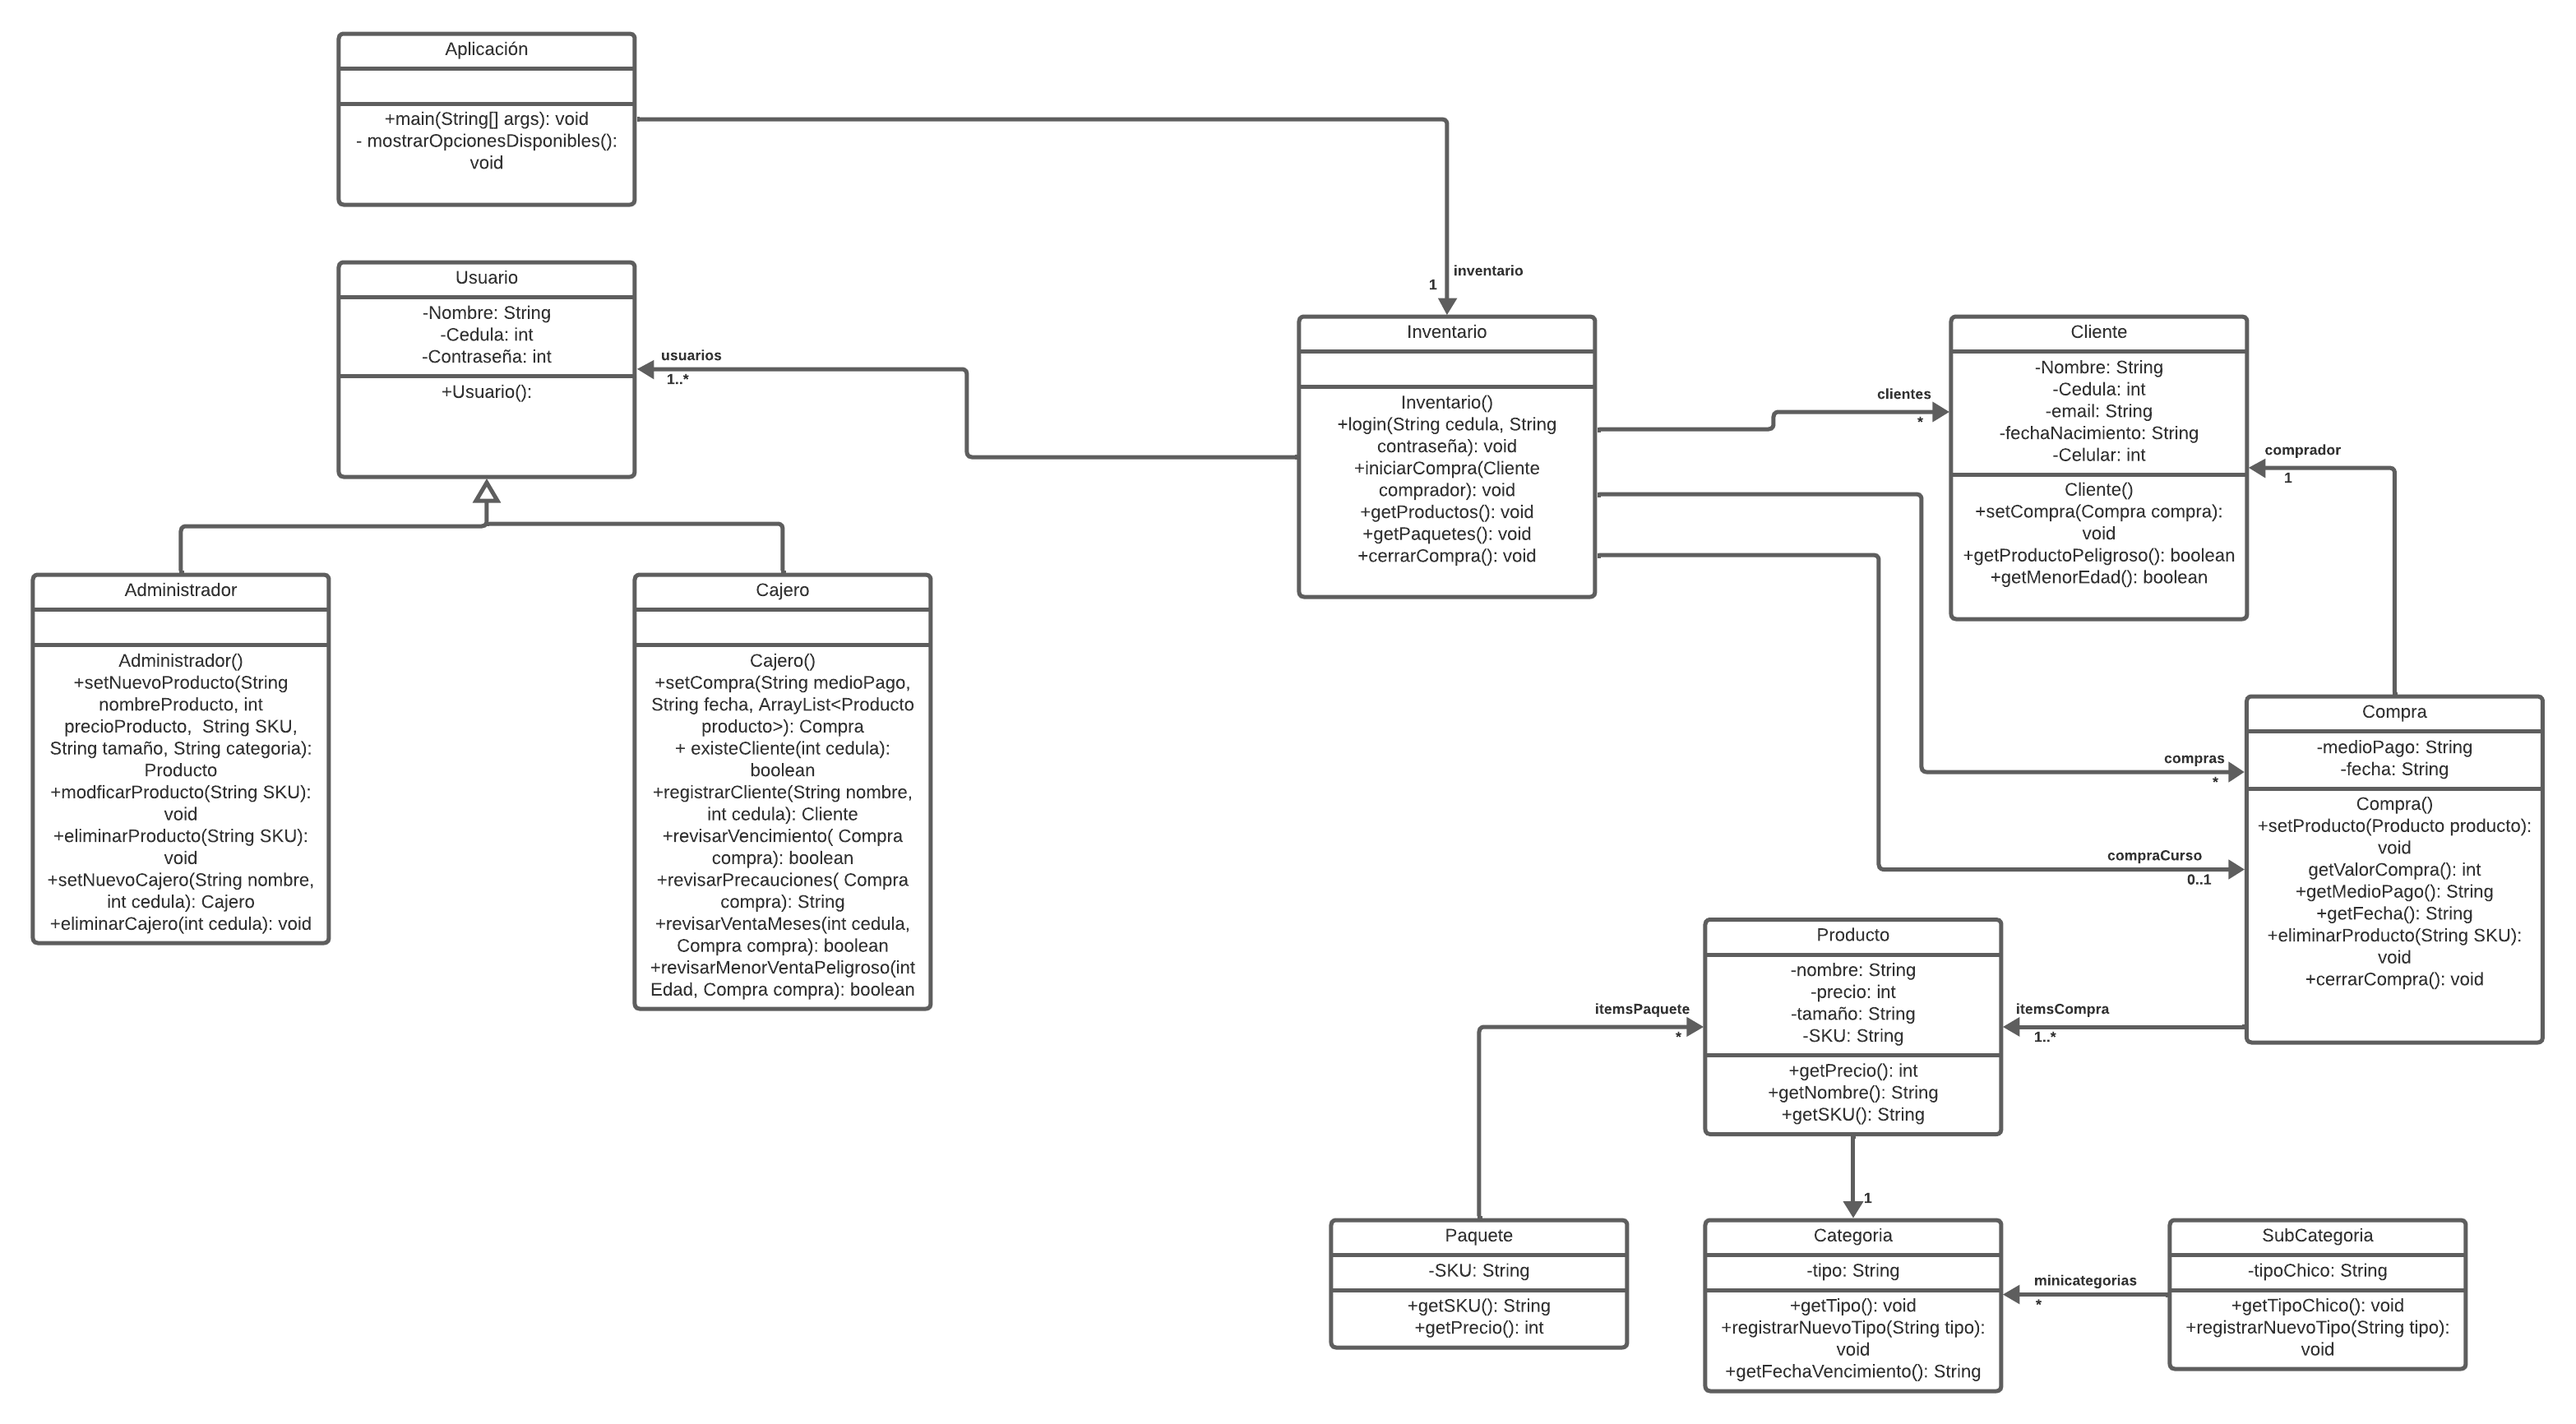 Aplicación
+main(String[] args): void
- mostrarOpcionesDisponibles():
void
Usuario
-Nombre: String
-Cedula: int
-Contraseña: int
+Usuario():
usuarios
1..*
inventario
1
Inventario
Inventario()
+login(String cedula, String
contraseña): void
+iniciarCompra(Cliente
comprador): void
+getProductos(): void
+getPaquetes(): void
+cerrarCompra(): void
clientes
*
Cliente
-Nombre: String
-Cedula: int
-email: String
-fechaNacimiento: String
-Celular: int
Cliente()
+setCompra(Compra compra):
void
+getProductoPeligroso(): boolean
+getMenorEdad(): boolean
comprador
1
Administrador
Administrador()
+setNuevoProducto(String
nombreProducto, int
precioProducto,  String SKU,
String tamaño, String categoria):
Producto
+modficarProducto(String SKU):
void
+eliminarProducto(String SKU):
void
+setNuevoCajero(String nombre,
int cedula): Cajero
+eliminarCajero(int cedula): void
Cajero
Cajero()
+setCompra(String medioPago,
String fecha, ArrayList<Producto
producto>): Compra
+ existeCliente(int cedula):
boolean
+registrarCliente(String nombre,
int cedula): Cliente
+revisarVencimiento( Compra
compra): boolean
+revisarPrecauciones( Compra
compra): String
+revisarVentaMeses(int cedula,
Compra compra): boolean
+revisarMenorVentaPeligroso(int
Edad, Compra compra): boolean
compras
*
compraCurso
0..1
Compra
-medioPago: String
-fecha: String
Compra()
+setProducto(Producto producto):
void
getValorCompra(): int
+getMedioPago(): String
+getFecha(): String
+eliminarProducto(String SKU):
void
+cerrarCompra(): void
Producto
-nombre: String
-precio: int
-tamaño: String
-SKU: String
+getPrecio(): int
+getNombre(): String
+getSKU(): String
itemsPaquete
*
itemsCompra
1..*
1
Paquete
-SKU: String
+getSKU(): String
+getPrecio(): int
Categoria
-tipo: String
+getTipo(): void
+registrarNuevoTipo(String tipo):
void
+getFechaVencimiento(): String
minicategorias
*
SubCategoria
-tipoChico: String
+getTipoChico(): void
+registrarNuevoTipo(String tipo):
void